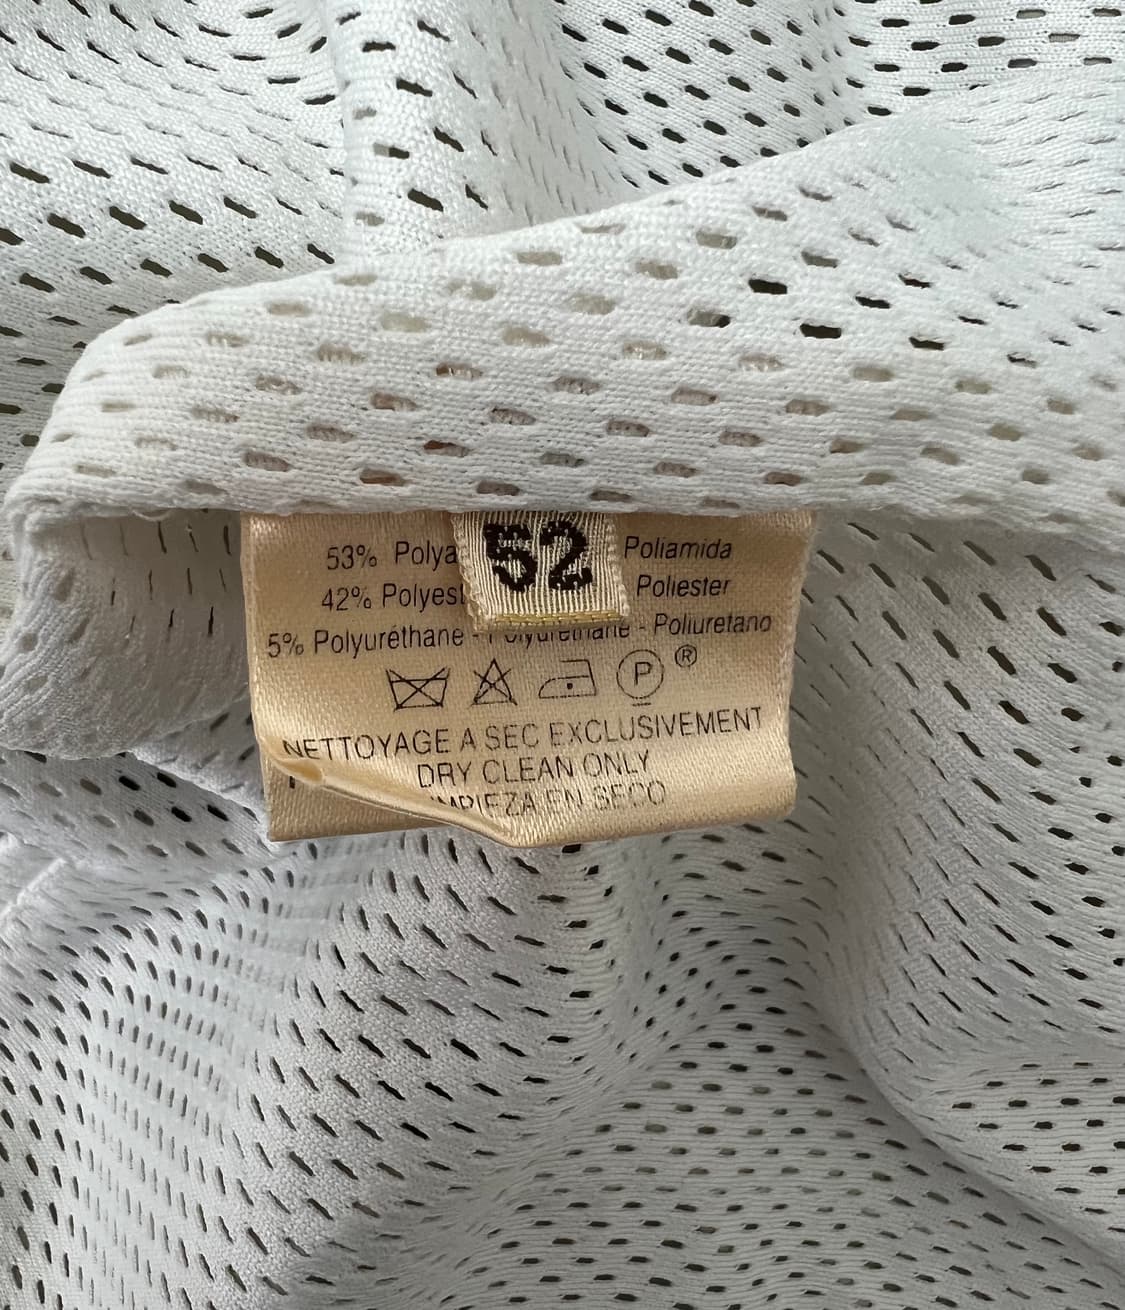 52
53% Polya Poliamida
42% Polyest Poliester
5% Polyuréthane - Polyurethane - Poliuretano
P ®
NETTOYAGE A SEC EXCLUSIVEMENT
DRY CLEAN ONLY
IMPIEZA EN SECO